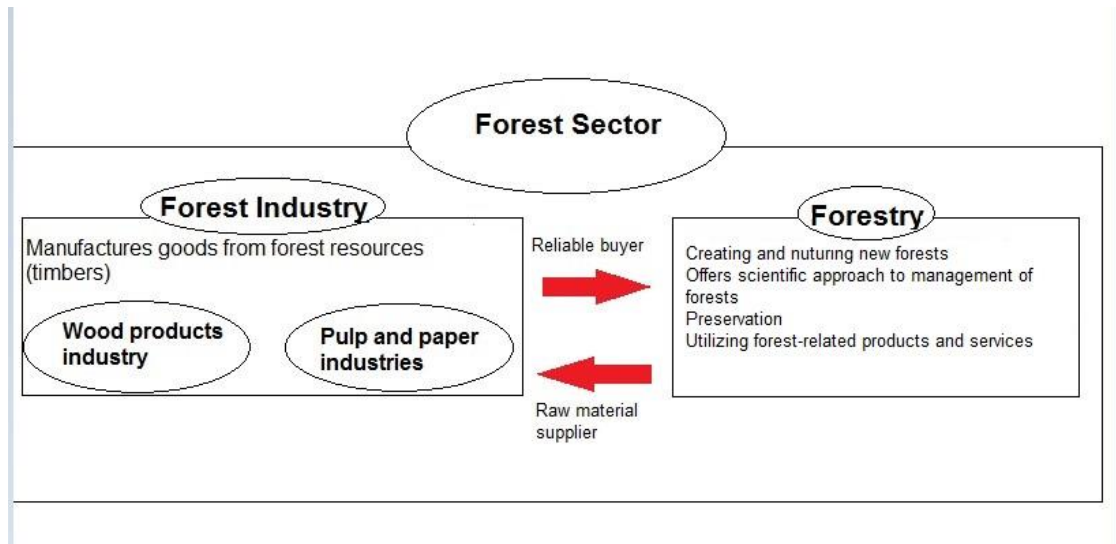 Forest Sector
Forest Industry
Manufactures goods from forest resources
(timbers)
Wood products
industry
Pulp and paper
industries
Reliable buyer
Raw material
supplier
Forestry
Creating and nuturing new forests
Offers scientific approach to management of
forests
Preservation
Utilizing forest-related products and services